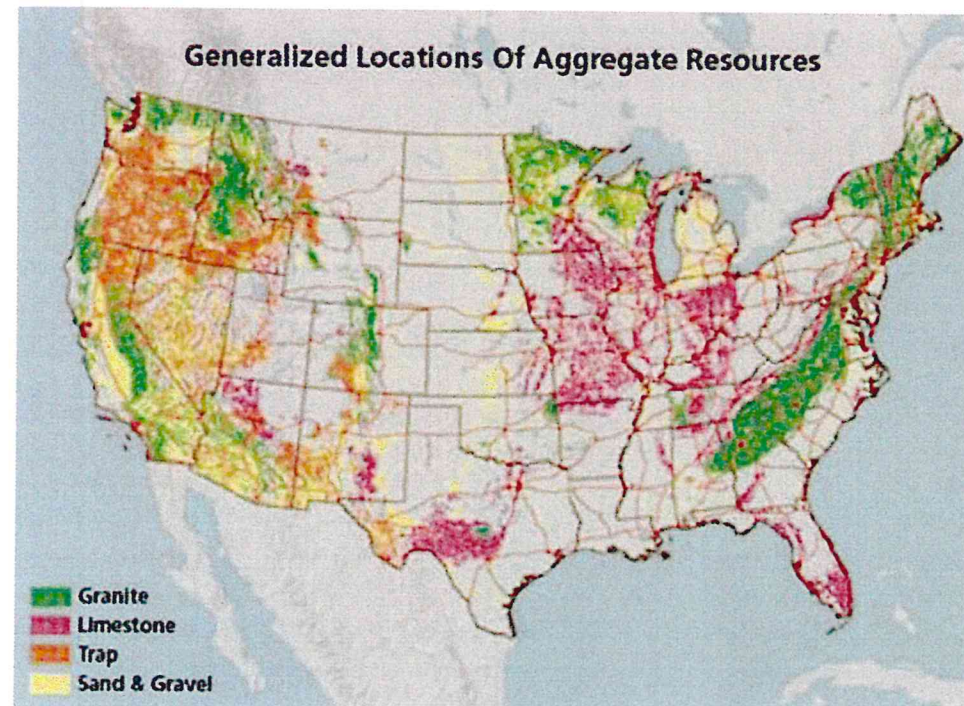 Generalized Locations Of Aggregate Resources
Granite
Limestone
Trap
Sand & Gravel